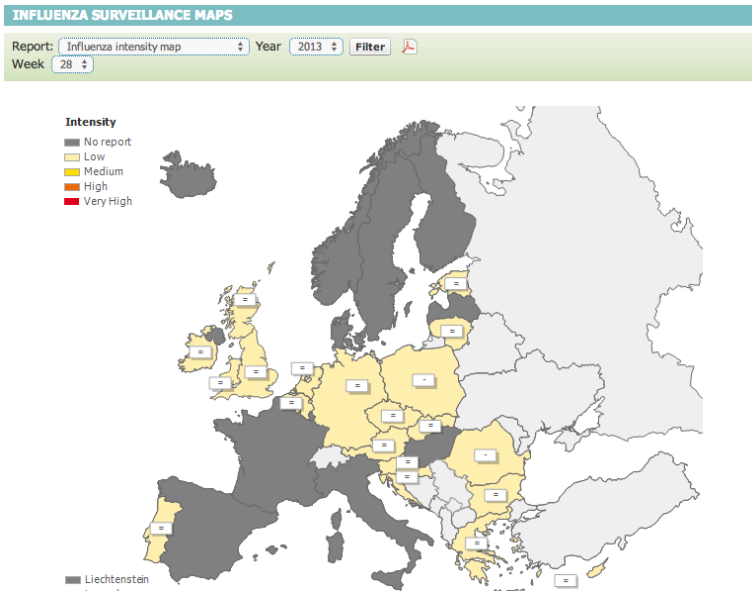 INFLUENZA SURVEILLANCE MAPS
Report: Influenza intensity map Year 2013 Filter
Week 28
Intensity
No report
Low
Medium
High
Very High
=
=
=
=
=
=
=
=
-
=
=
=
=
=
=
-
=
=
=
=
Liechtenstein